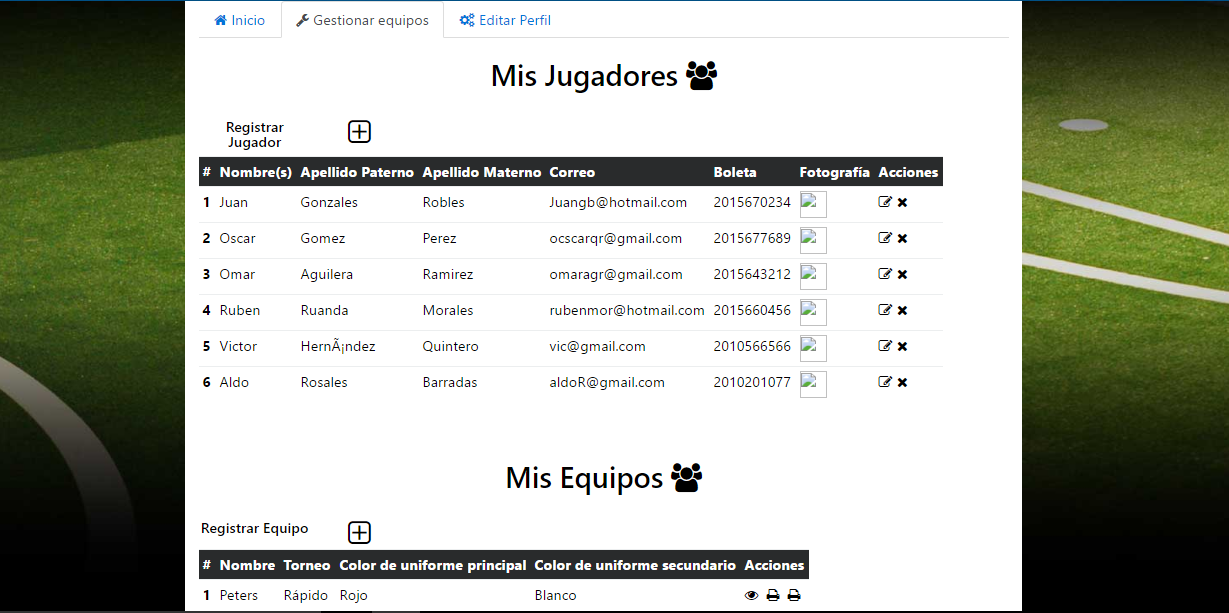 Inicio Gestionar equipos Editar Perfil
Mis Jugadores
Registrar
Jugador
# Nombre(s) Apellido Paterno Apellido Materno Correo Boleta Fotografía Acciones
1 Juan Gonzales Robles Juangb@hotmail.com 2015670234
2 Oscar Gomez Perez ocscarqr@gmail.com 2015677689
3 Omar Aguilera Ramirez omaragr@gmail.com 2015643212
4 Ruben Ruanda Morales rubenmor@hotmail.com 2015660456
5 Victor HernÃ¡ndez Quintero vic@gmail.com 2010566566
6 Aldo Rosales Barradas aldoR@gmail.com 2010201077
Mis Equipos
Registrar Equipo
# Nombre Torneo Color de uniforme principal Color de uniforme secundario Acciones
1 Peters Rápido Rojo Blanco